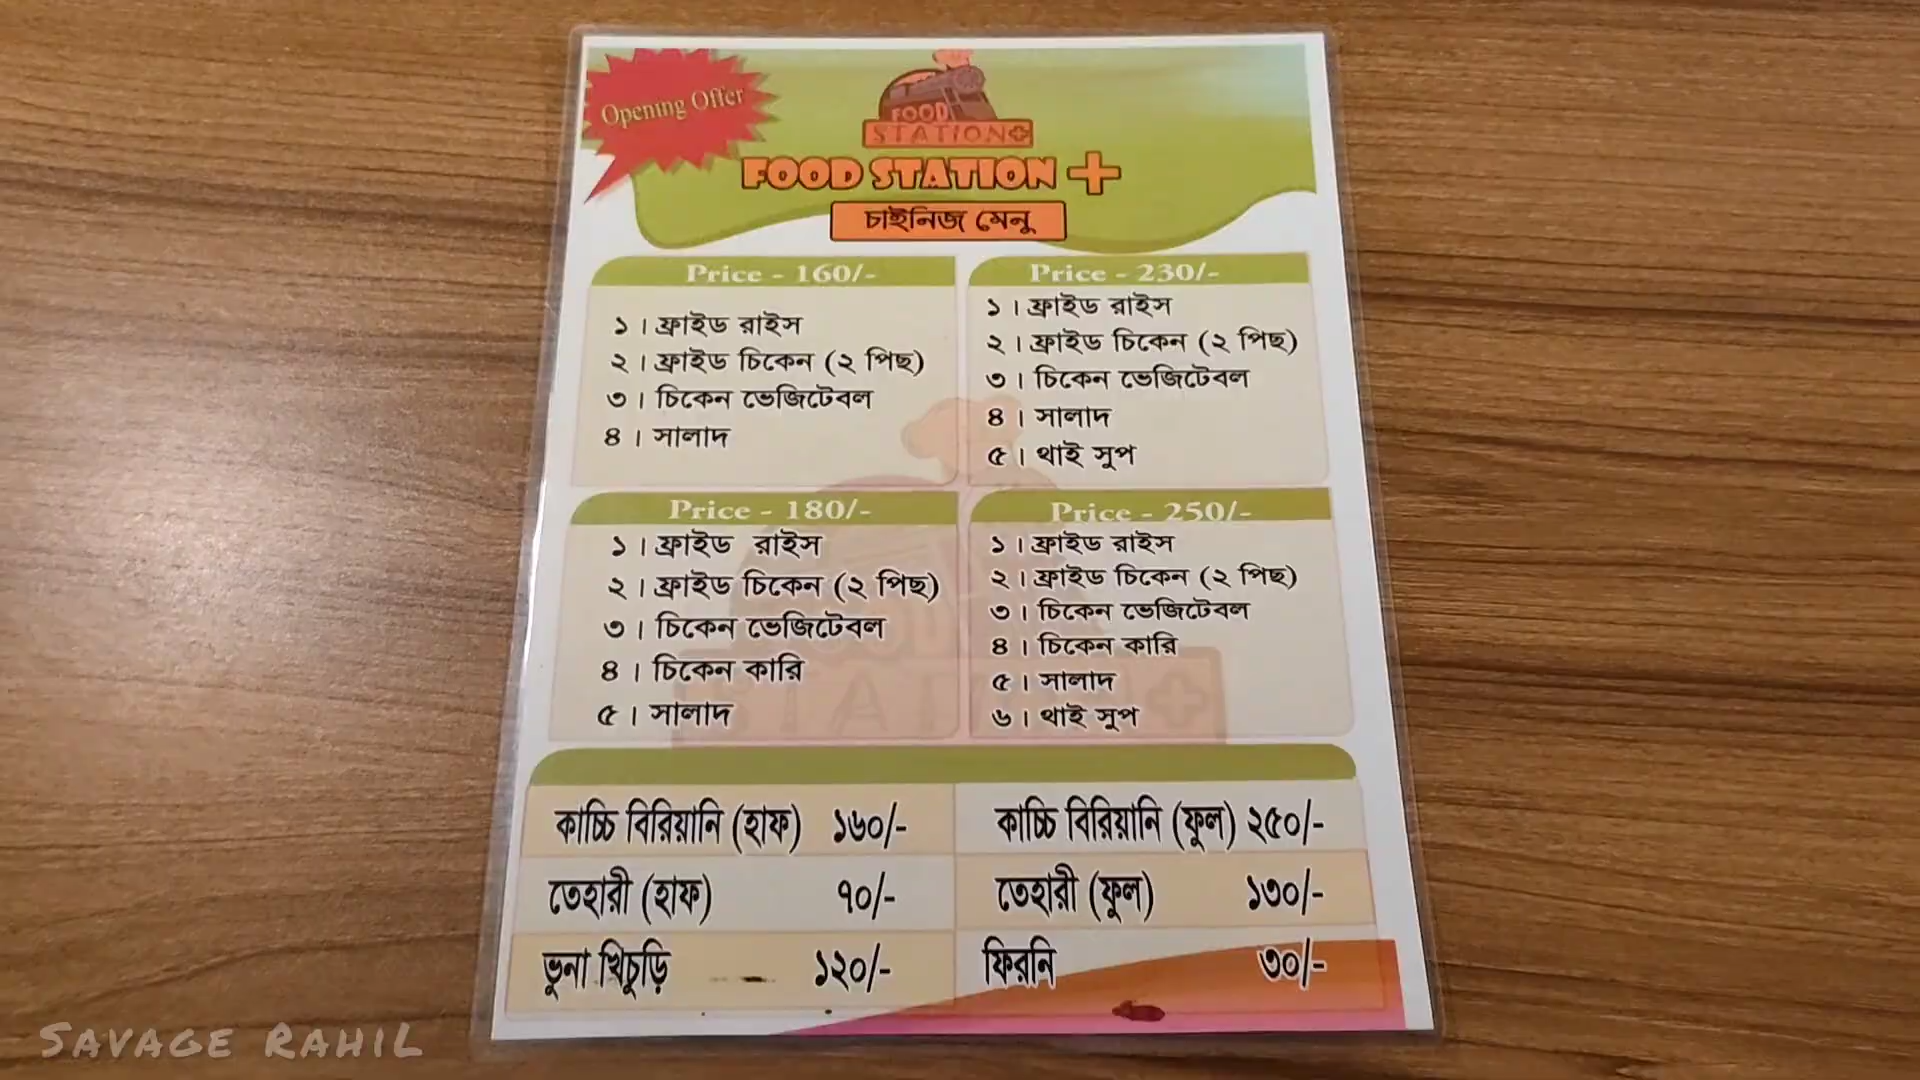 Opening Offer
FOOD
STATION+
FOOD STATION +
চাইনিজ মেনু
Price - 160/-
১। ফ্রাইড রাইস
২। ফ্রাইড চিকেন (২ পিছ)
৩। চিকেন ভেজিটেবল
৪। সালাদ
Price - 230/-
১। ফ্রাইড রাইস
২। ফ্রাইড চিকেন (২ পিছ)
৩। চিকেন ভেজিটেবল
৪। সালাদ
৫। থাই সুপ
Price - 180/-
১। ফ্রাইড রাইস
২। ফ্রাইড চিকেন (২ পিছ)
৩। চিকেন ভেজিটেবল
৪। চিকেন কারি
৫। সালাদ
Price - 250/-
১। ফ্রাইড রাইস
২। ফ্রাইড চিকেন (২ পিছ)
৩। চিকেন ভেজিটেবল
৪। চিকেন কারি
৫। সালাদ
৬। থাই সুপ
কাচ্চি বিরিয়ানি (হাফ) ১৬০/-
কাচ্চি বিরিয়ানি (ফুল) ২৫০/-
তেহারী (হাফ) ৭০/-
তেহারী (ফুল) ১৩০/-
ভুনা খিচুড়ি ১২০/-
ফিরনি ৩০/-
SAVAGE RAHIL